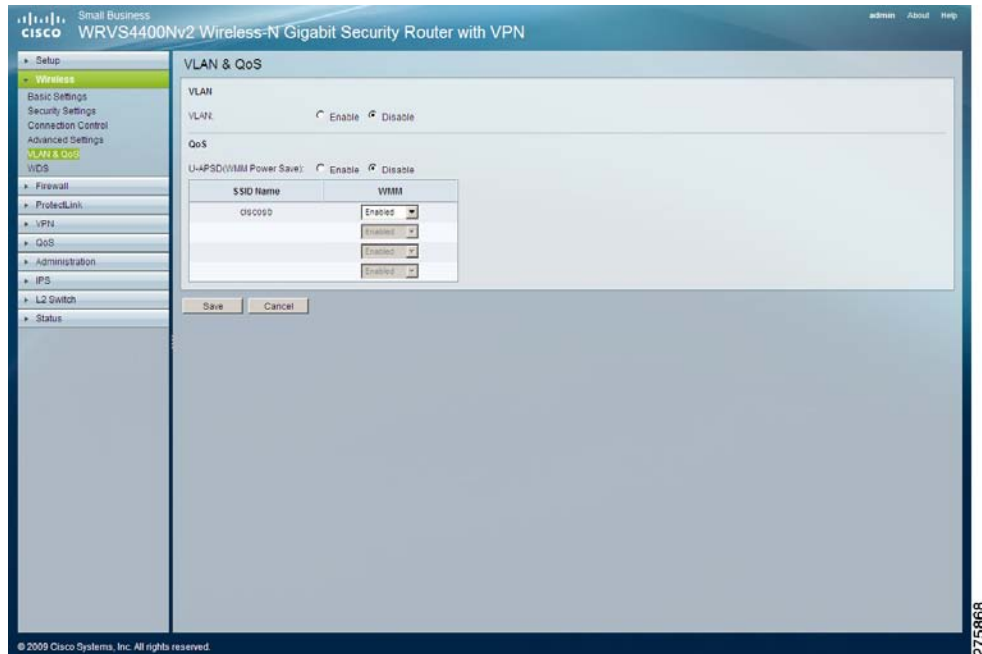 Small Business
cisco WRVS4400Nv2 Wireless-N Gigabit Security Router with VPN
admin About Help
Setup
Wireless
Basic Settings
Security Settings
Connection Control
Advanced Settings
VLAN & QoS
WDS
Firewall
ProtectLink
VPN
QoS
Administration
IPS
L2 Switch
Status
VLAN & QoS
VLAN
VLAN: Enable Disable
QoS
U-APSD(WMM Power Save): Enable Disable
SSID Name WMM
ciscosb Enabled
Enabled
Enabled
Enabled
Save Cancel
© 2009 Cisco Systems, Inc. All rights reserved.
275868